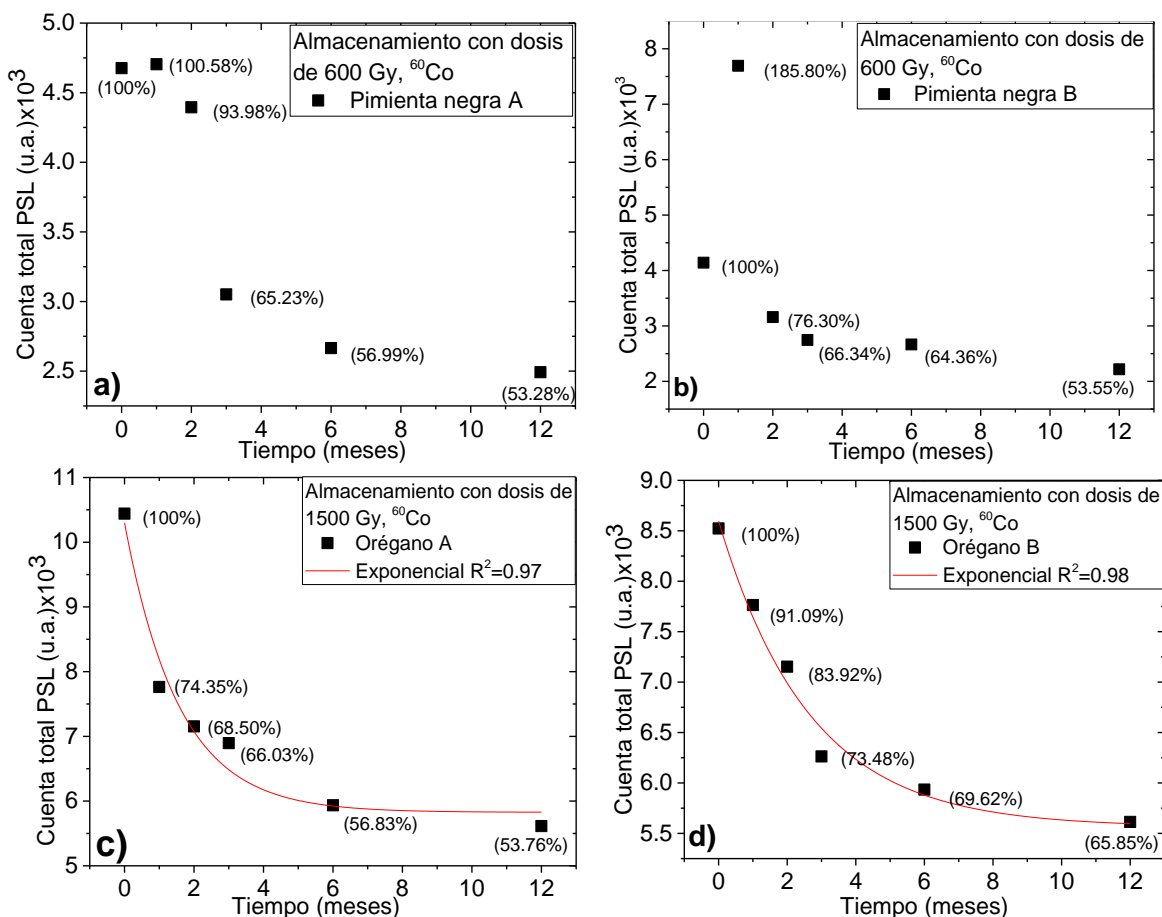 5.0
4.5
4.0
3.5
3.0
2.5
Cuenta total PSL (u.a.)x10³
Almacenamiento con dosis
de 600 Gy, ⁶⁰Co
Pimienta negra A
(100%)
(100.58%)
(93.98%)
(65.23%)
(56.99%)
(53.28%)
a)
0 2 4 6 8 10 12
Tiempo (meses)
8
7
6
5
4
3
2
Cuenta total PSL (u.a.)x10³
Almacenamiento con dosis de
600 Gy, ⁶⁰Co
Pimienta negra B
(185.80%)
(100%)
(76.30%)
(66.34%)
(64.36%)
(53.55%)
b)
0 2 4 6 8 10 12
Tiempo (meses)
11
10
9
8
7
6
5
Cuenta total PSL (u.a.)x10³
Almacenamiento con dosis de
1500 Gy, ⁶⁰Co
Orégano A
Exponencial R²=0.97
(100%)
(74.35%)
(68.50%)
(66.03%)
(56.83%)
(53.76%)
c)
0 2 4 6 8 10 12
Tiempo (meses)
9.0
8.5
8.0
7.5
7.0
6.5
6.0
5.5
Cuenta total PSL (u.a.)x10³
Almacenamiento con dosis de
1500 Gy, ⁶⁰Co
Orégano B
Exponencial R²=0.98
(100%)
(91.09%)
(83.92%)
(73.48%)
(69.62%)
(65.85%)
d)
0 2 4 6 8 10 12
Tiempo (meses)